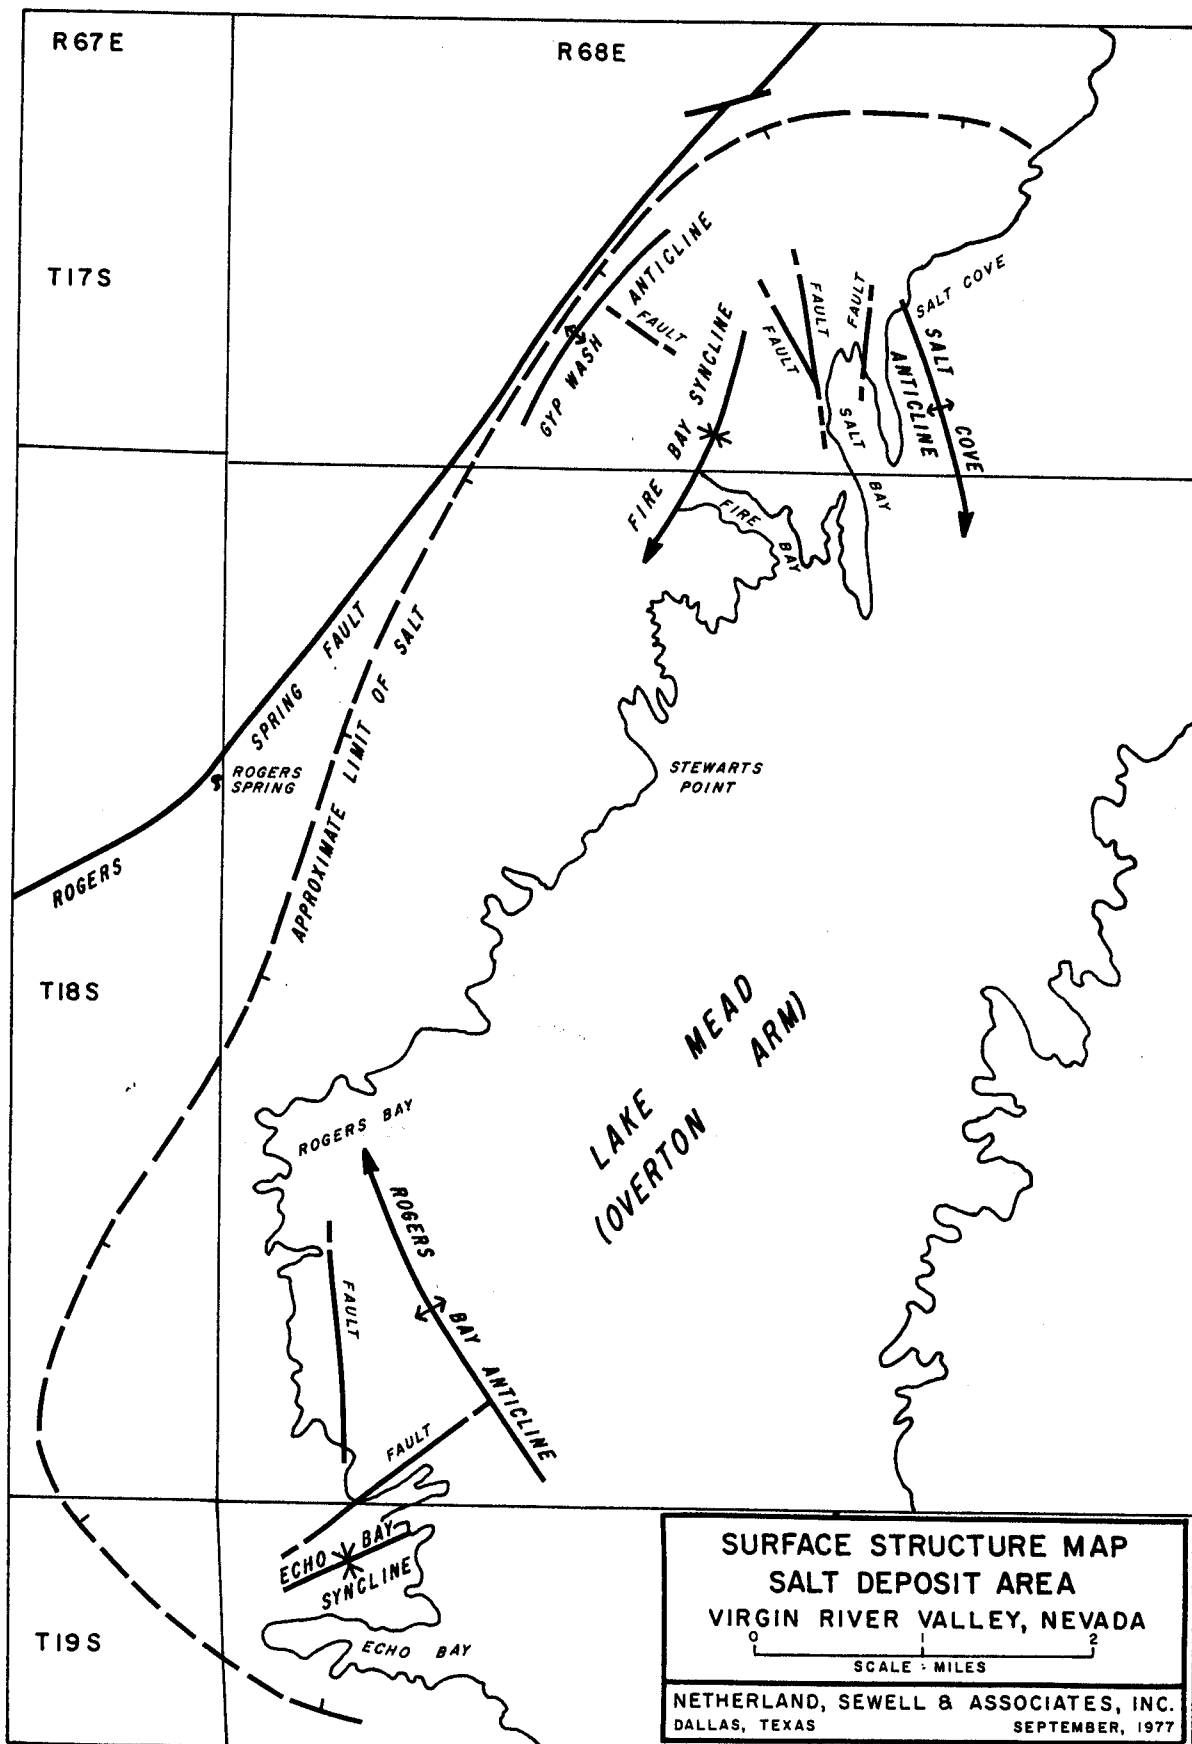 R67E
R68E
T17S
GYP WASH ANTICLINE
FAULT
FIRE BAY SYNCLINE
FAULT
FAULT
FAULT
SALT COVE
SALT COVE
ANTICLINE
SALT BAY
FIRE BAY
ROGERS SPRING FAULT
APPROXIMATE LIMIT OF SALT
ROGERS
SPRING
STEWARTS
POINT
T18S
LAKE MEAD
(OVERTON ARM)
ROGERS BAY
ROGERS BAY ANTICLINE
FAULT
FAULT
ECHO BAY
SYNCLINE
T19S
ECHO BAY
SURFACE STRUCTURE MAP
SALT DEPOSIT AREA
VIRGIN RIVER VALLEY, NEVADA
0 1 2
SCALE : MILES
NETHERLAND, SEWELL & ASSOCIATES, INC.
DALLAS, TEXAS SEPTEMBER, 1977